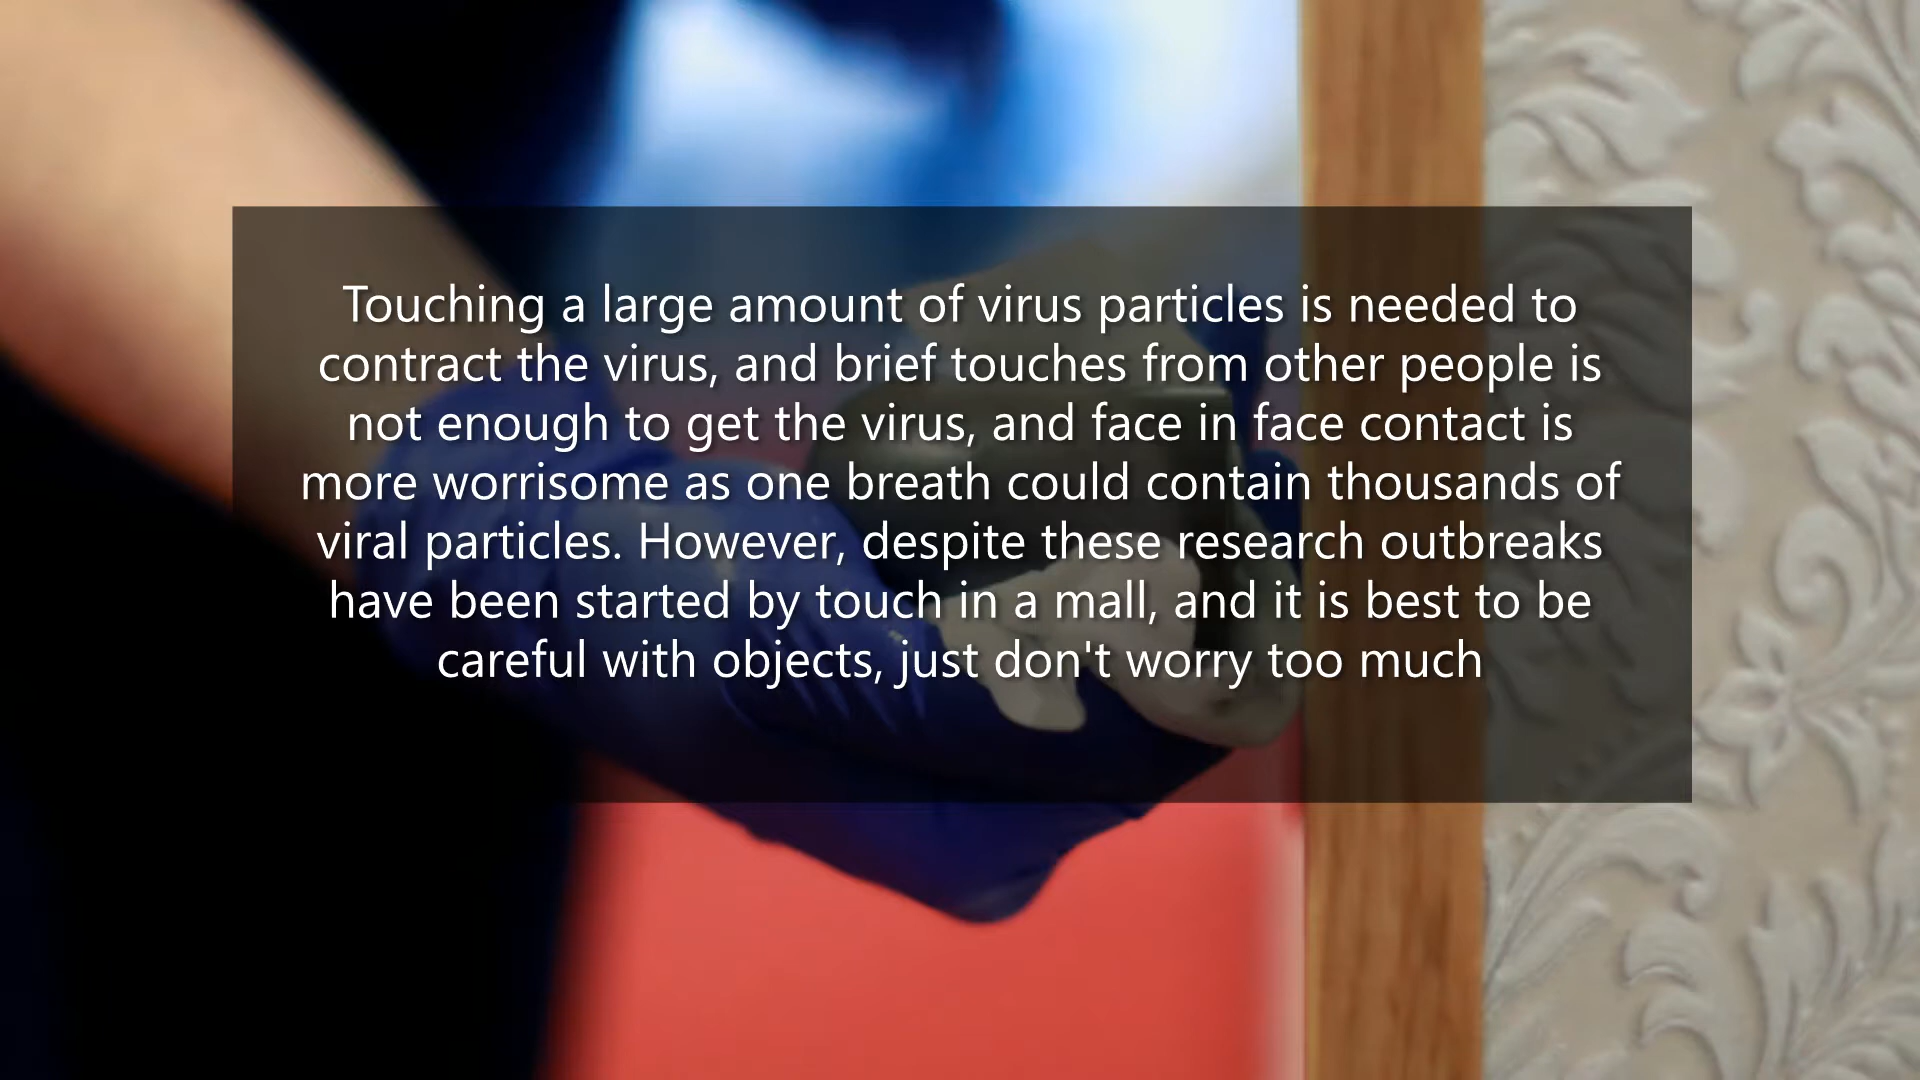 Touching a large amount of virus particles is needed to
contract the virus, and brief touches from other people is
not enough to get the virus, and face in face contact is
more worrisome as one breath could contain thousands of
viral particles. However, despite these research outbreaks
have been started by touch in a mall, and it is best to be
careful with objects, just don't worry too much